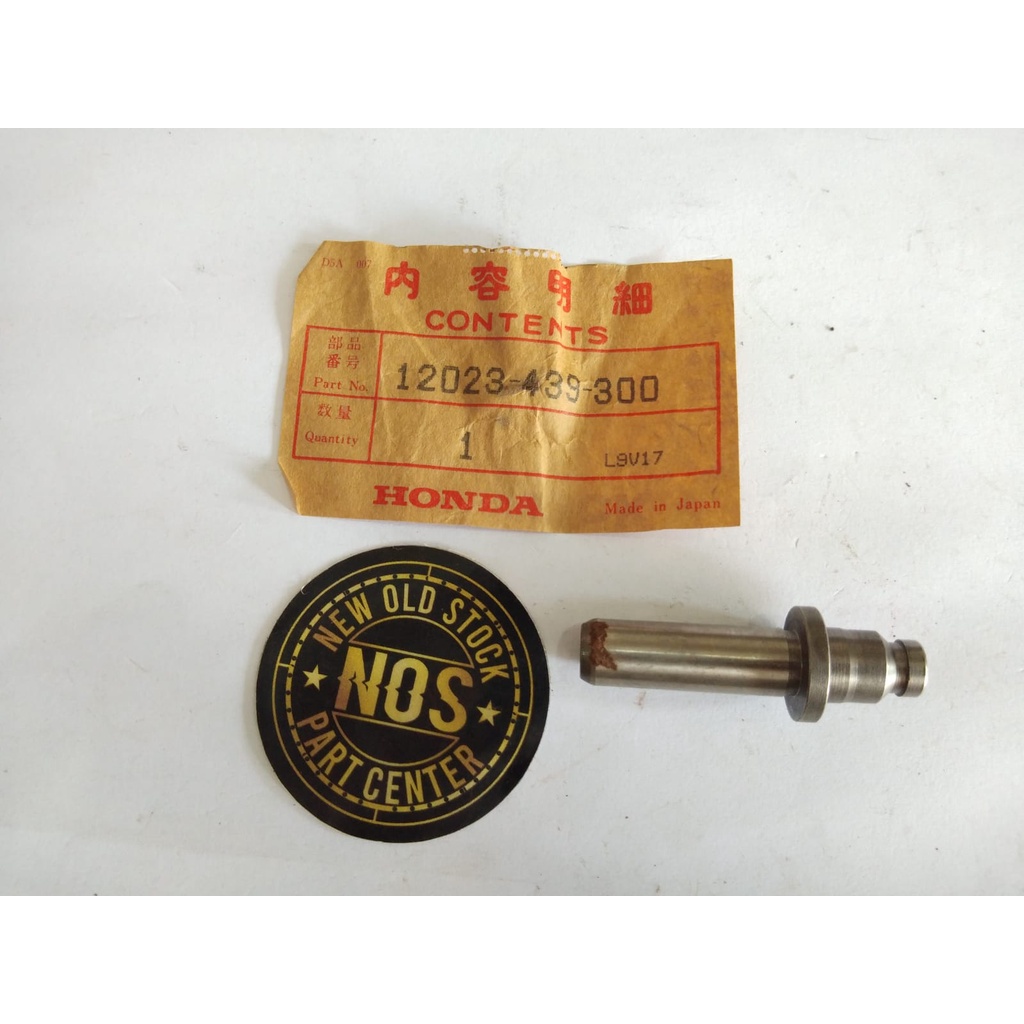 D5A 007
内容明細
CONTENTS
部品
番号
Part No.
12023-439-300
数量
Quantity
1
L9V17
HONDA
Made in Japan
NEW OLD STOCK
NOS
PART CENTER